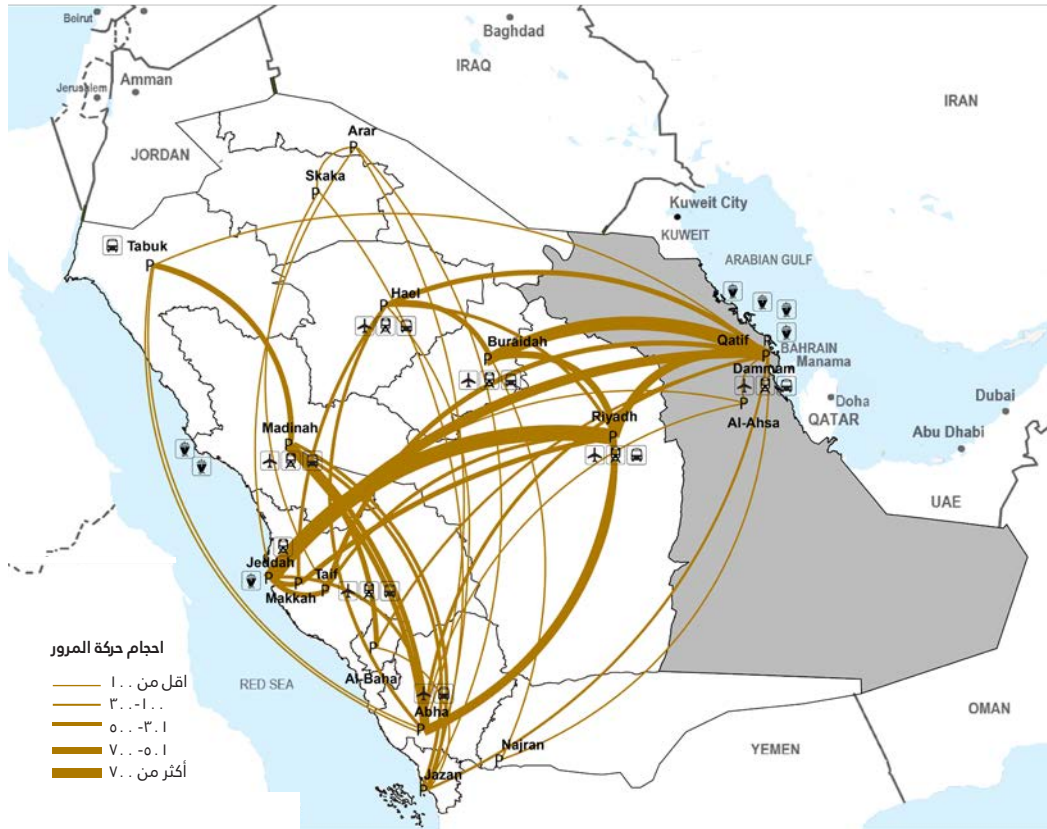 Beirut
Baghdad
IRAQ
Amman
Jerusalem
IRAN
Arar
JORDAN
Skaka
Kuwait City
KUWAIT
Tabuk
ARABIAN GULF
Hael
Buraidah
Qatif
BAHRAIN
Manama
Dammam
Dubai
Doha
QATAR
Riyadh
Al-Ahsa
Madinah
Abu Dhabi
UAE
Jeddah
Taif
Makkah
احجام حركة المرور
اقل من ١٠٠
١٠٠-٣٠٠
٣٠١-٥٠٠
٥٠١-٧٠٠
أكثر من ٧٠٠
RED SEA
Al-Baha
Abha
OMAN
Najran
YEMEN
Jazan